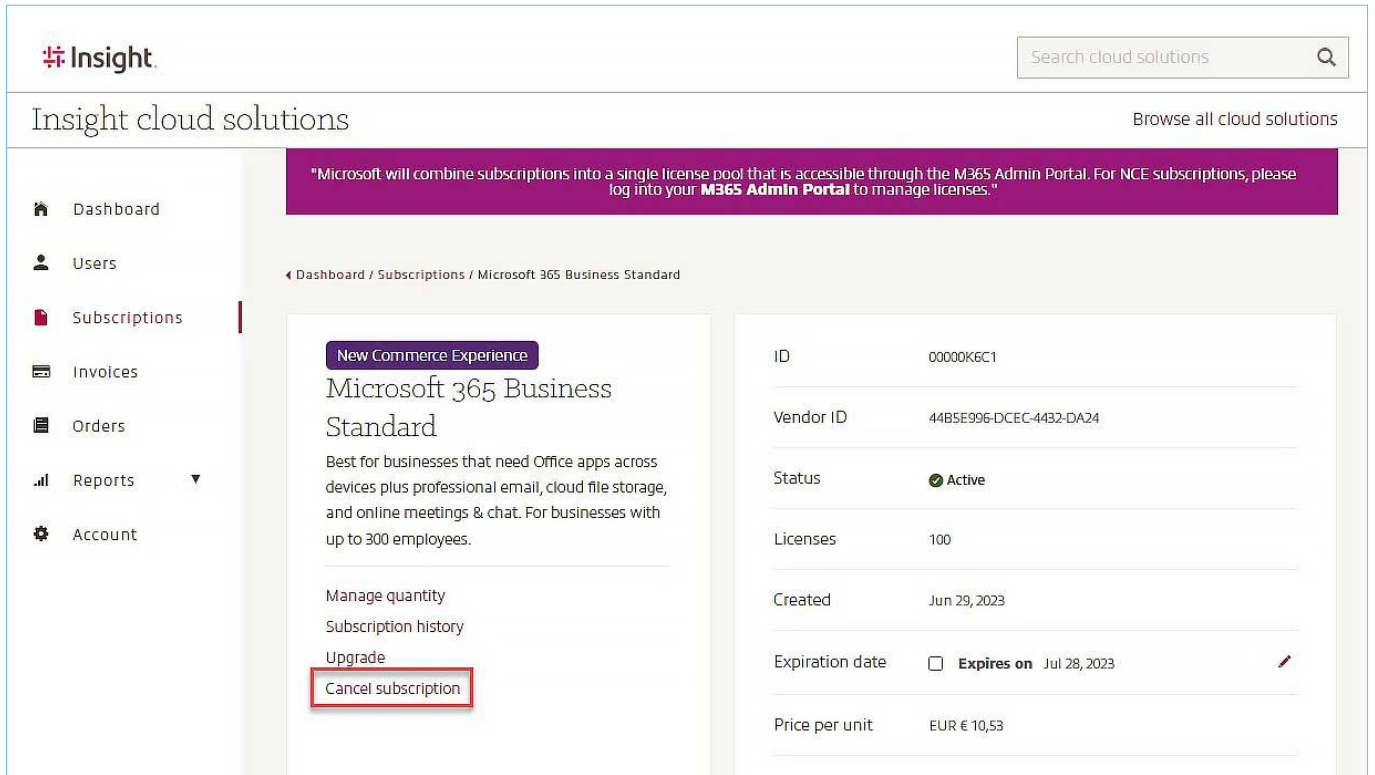 Insight.
Search cloud solutions
Insight cloud solutions
Browse all cloud solutions
"Microsoft will combine subscriptions into a single license pool that is accessible through the M365 Admin Portal. For NCE subscriptions, please
log into your M365 Admin Portal to manage licenses."
Dashboard
Users
Subscriptions
Invoices
Orders
Reports
Account
Dashboard / Subscriptions / Microsoft 365 Business Standard
New Commerce Experience
Microsoft 365 Business
Standard
Best for businesses that need Office apps across
devices plus professional email, cloud file storage,
and online meetings & chat. For businesses with
up to 300 employees.
Manage quantity
Subscription history
Upgrade
Cancel subscription
ID 00000K6C1
Vendor ID 44B5E996-DCEC-4432-DA24
Status Active
Licenses 100
Created Jun 29, 2023
Expiration date Expires on Jul 28, 2023
Price per unit EUR € 10,53